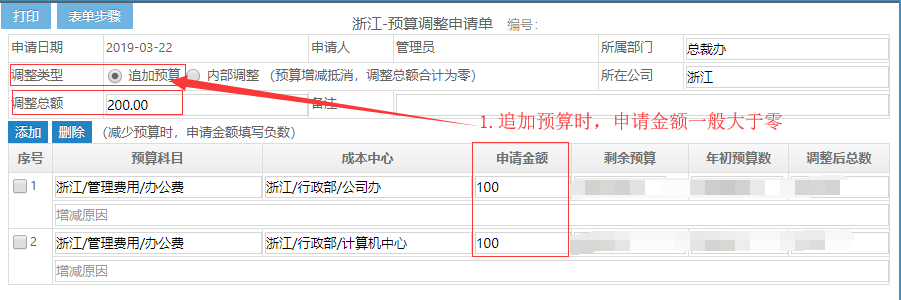 打印 表单步骤
浙江-预算调整申请单 编号:
申请日期 2019-03-22 申请人 管理员 所属部门 总裁办
调整类型 追加预算 内部调整 (预算增减抵消，调整总额合计为零) 所在公司 浙江
调整总额 200.00 备注
1.追加预算时，申请金额一般大于零
添加 删除 (减少预算时，申请金额填写负数)
序号 预算科目 成本中心 申请金额 剩余预算 年初预算数 调整后总数
1 浙江/管理费用/办公费 浙江/行政部/公司办 100
增减原因
2 浙江/管理费用/办公费 浙江/行政部/计算机中心 100
增减原因